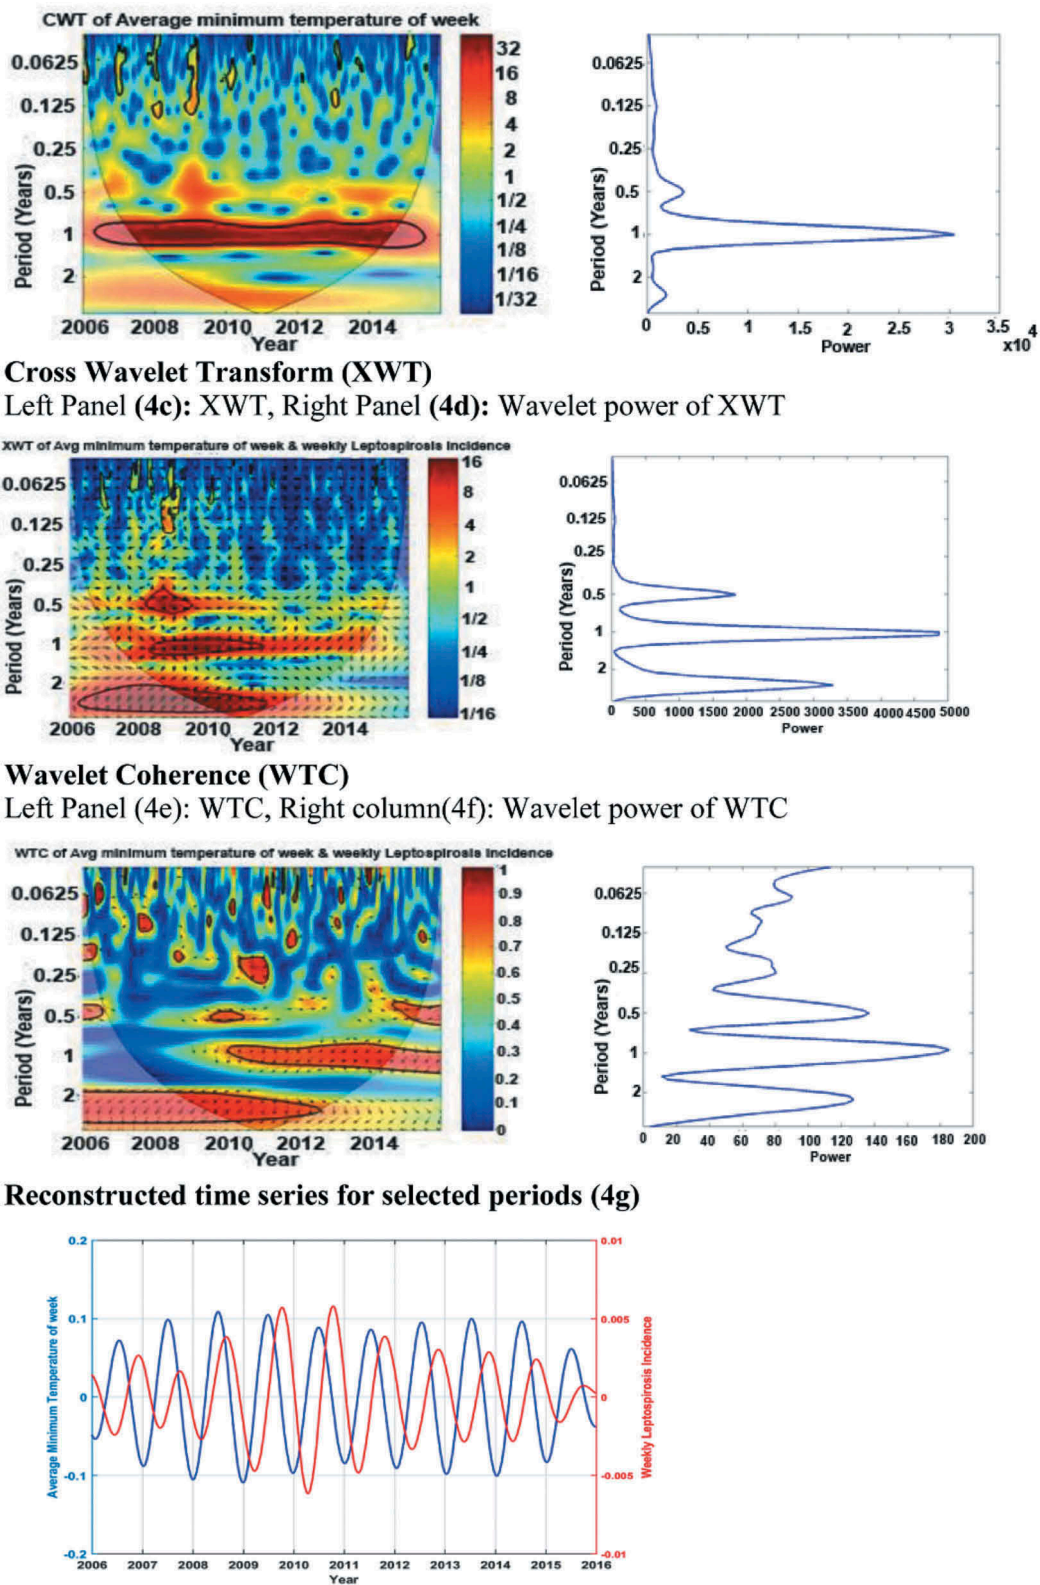 CWT of Average minimum temperature of week
0.0625
0.125
0.25
0.5
1
2
Period (Years)
2006 2008 2010 2012 2014
Year
32
16
8
4
2
1
1/2
1/4
1/8
1/16
1/32
0.0625
0.125
0.25
0.5
1
2
Period (Years)
0 0.5 1 1.5 2 2.5 3 3.5 4
x10
Power
Cross Wavelet Transform (XWT)
Left Panel (4c): XWT, Right Panel (4d): Wavelet power of XWT
XWT of Avg minimum temperature of week & weekly Leptospirosis incidence
0.0625
0.125
0.25
0.5
1
2
Period (Years)
2006 2008 2010 2012 2014
Year
16
8
4
2
1
1/2
1/4
1/8
1/16
0.0625
0.125
0.25
0.5
1
2
Period (Years)
0 500 1000 1500 2000 2500 3000 3500 4000 4500 5000
Power
Wavelet Coherence (WTC)
Left Panel (4e): WTC, Right column(4f): Wavelet power of WTC
WTC of Avg minimum temperature of week & weekly Leptospirosis incidence
0.0625
0.125
0.25
0.5
1
2
Period (Years)
2006 2008 2010 2012 2014
Year
1
0.9
0.8
0.7
0.6
0.5
0.4
0.3
0.2
0.1
0
0.0625
0.125
0.25
0.5
1
2
Period (Years)
0 20 40 60 80 100 120 140 160 180 200
Power
Reconstructed time series for selected periods (4g)
0.2
0.1
0
-0.1
-0.2
Average Minimum Temperature of week
0.01
0.005
0
-0.005
-0.01
Weekly Leptospirosis Incidence
2006 2007 2008 2009 2010 2011 2012 2013 2014 2015 2016
Year